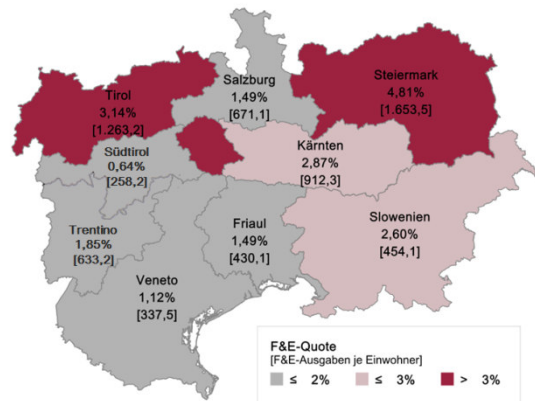 Tirol
3,14%
[1.263,2]
Salzburg
1,49%
[671,1]
Steiermark
4,81%
[1.653,5]
Südtirol
0,64%
[258,2]
Kärnten
2,87%
[912,3]
Trentino
1,85%
[633,2]
Friaul
1,49%
[430,1]
Slowenien
2,60%
[454,1]
Veneto
1,12%
[337,5]
F&E-Quote
[F&E-Ausgaben je Einwohner]
≤ 2% ≤ 3% > 3%